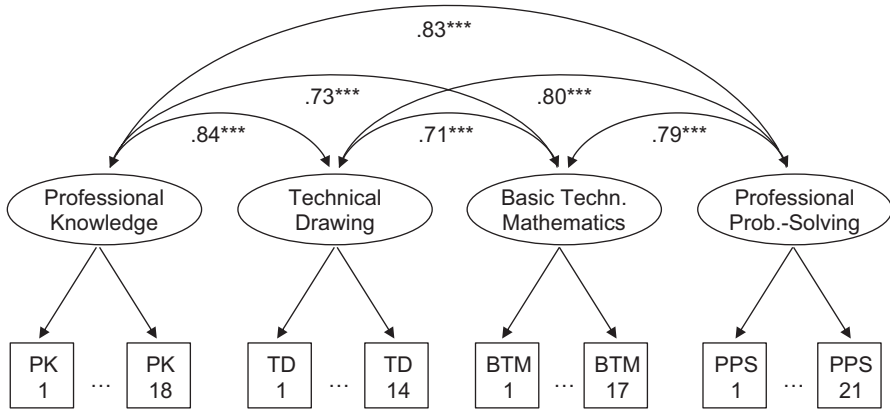 .83***
.73***
.80***
.84***
.71***
.79***
Professional
Knowledge
Technical
Drawing
Basic Techn.
Mathematics
Professional
Prob.-Solving
PK
1
...
PK
18
TD
1
...
TD
14
BTM
1
...
BTM
17
PPS
1
...
PPS
21